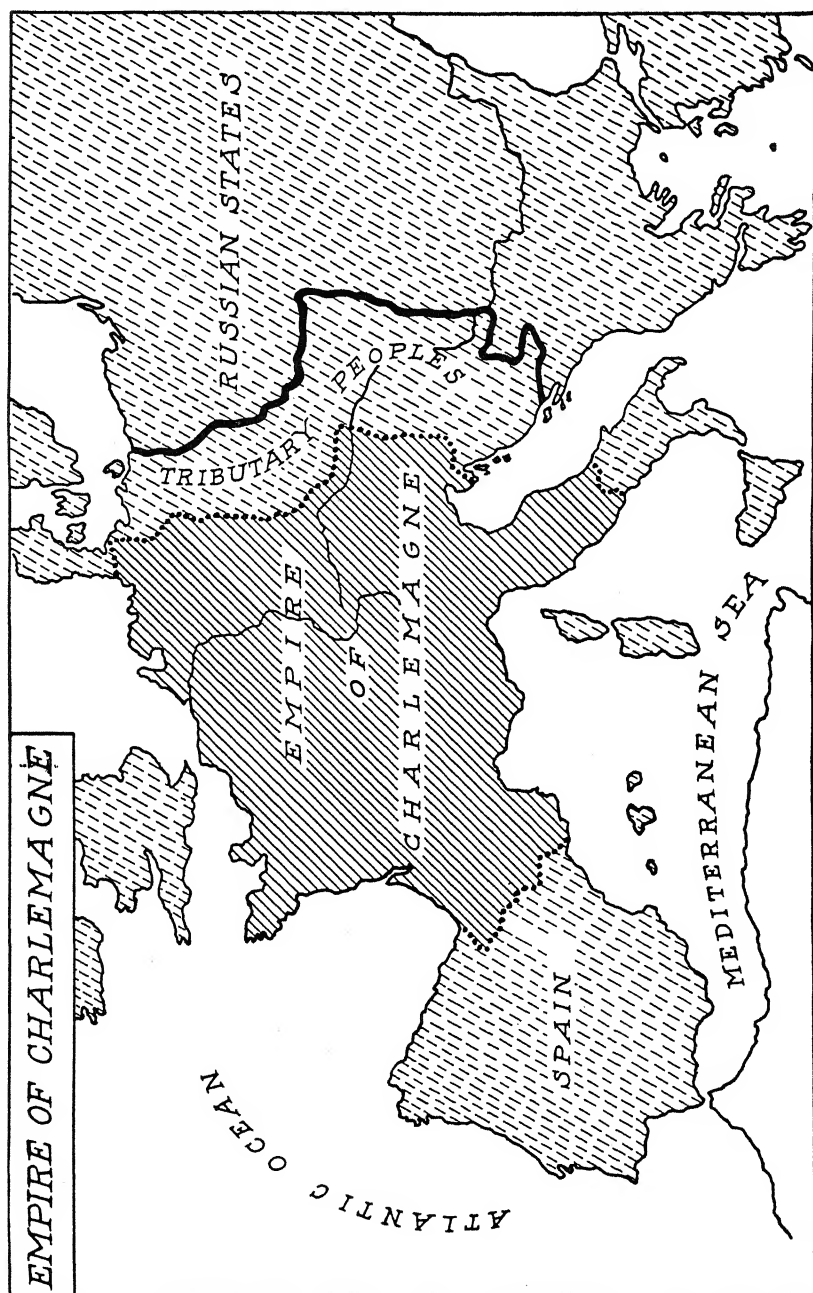 EMPIRE OF CHARLEMAGNE
RUSSIAN STATES
TRIBUTARY PEOPLES
EMPIRE
OF
CHARLEMAGNE
ATLANTIC OCEAN
SPAIN
MEDITERRANEAN SEA